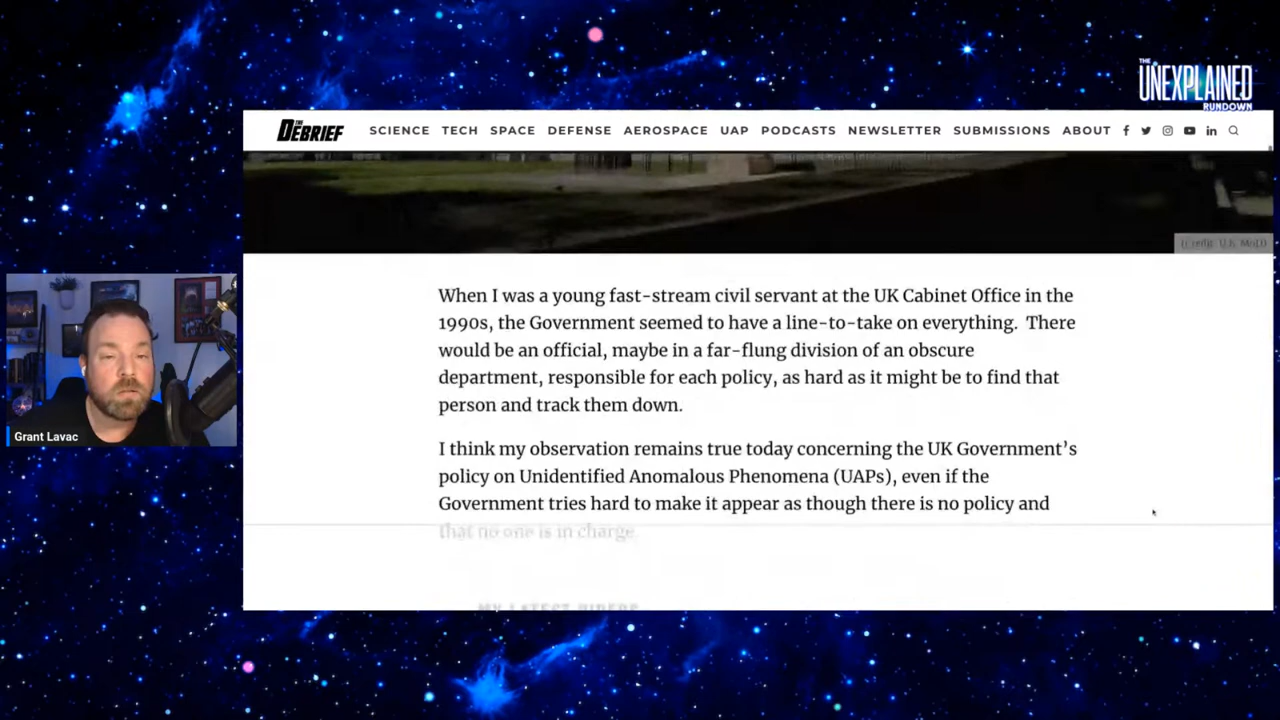 THE
UNEXPLAINED
RUNDOWN
THE
DEBRIEF
SCIENCE TECH SPACE DEFENSE AEROSPACE UAP PODCASTS NEWSLETTER SUBMISSIONS ABOUT
(Credit: U.K. MoD)
When I was a young fast-stream civil servant at the UK Cabinet Office in the
1990s, the Government seemed to have a line-to-take on everything. There
would be an official, maybe in a far-flung division of an obscure
department, responsible for each policy, as hard as it might be to find that
person and track them down.
I think my observation remains true today concerning the UK Government’s
policy on Unidentified Anomalous Phenomena (UAPs), even if the
Government tries hard to make it appear as though there is no policy and
that no one is in charge.
Grant Lavac